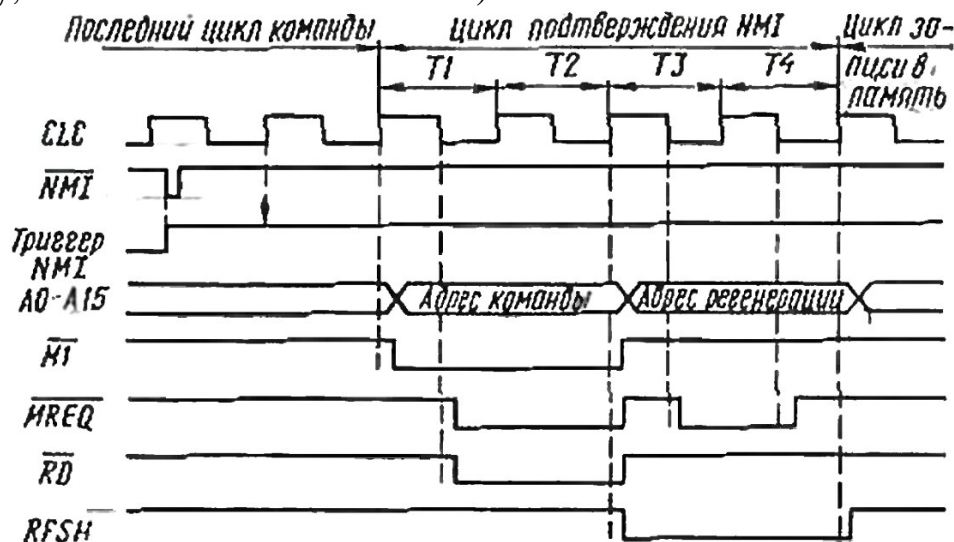 Последний цикл команды
Цикл подтверждения NMI
Цикл за-
писи в
память
T1
T2
T3
T4
CLC
NMI
Триггер
NMI
A0-A15
Адрес команды
Адрес регенерации
M1
MREQ
RD
RFSH